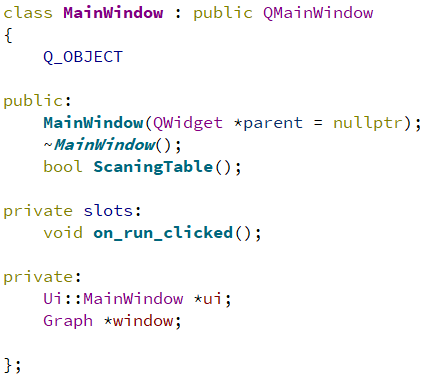 class MainWindow : public QMainWindow
{
    Q_OBJECT

public:
    MainWindow(QWidget *parent = nullptr);
    ~MainWindow();
    bool ScaningTable();

private slots:
    void on_run_clicked();

private:
    Ui::MainWindow *ui;
    Graph *window;

};